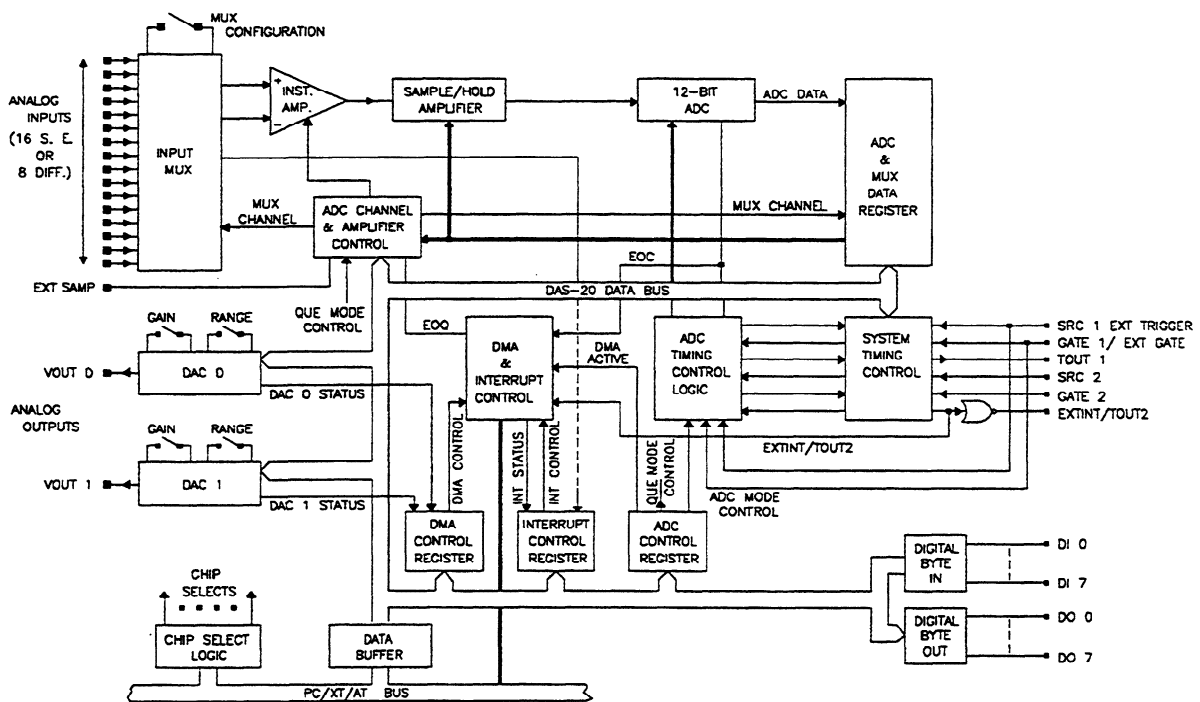 MUX
CONFIGURATION
ANALOG
INPUTS
(16 S. E.
OR
8 DIFF.)
INPUT
MUX
+
INST.
AMP.
-
SAMPLE/HOLD
AMPLIFIER
12-BIT
ADC
ADC DATA
ADC
&
MUX
DATA
REGISTER
MUX
CHANNEL
ADC CHANNEL
& AMPLIFIER
CONTROL
MUX CHANNEL
EOC
EXT SAMP
QUE MODE
CONTROL
DAS-20 DATA BUS
GAIN
RANGE
EOQ
DMA
&
INTERRUPT
CONTROL
DMA
ACTIVE
ADC
TIMING
CONTROL
LOGIC
SYSTEM
TIMING
CONTROL
SRC 1 EXT TRIGGER
GATE 1/ EXT GATE
TOUT 1
SRC 2
GATE 2
EXTINT/TOUT2
VOUT 0
DAC 0
DAC 0 STATUS
ANALOG
OUTPUTS
GAIN
RANGE
EXTINT/TOUT2
VOUT 1
DAC 1
DAC 1 STATUS
DMA CONTROL
INT STATUS
INT CONTROL
QUE MODE
CONTROL
ADC MODE
CONTROL
DMA
CONTROL
REGISTER
INTERRUPT
CONTROL
REGISTER
ADC
CONTROL
REGISTER
DIGITAL
BYTE
IN
DI 0
DI 7
CHIP
SELECTS
CHIP SELECT
LOGIC
DATA
BUFFER
DIGITAL
BYTE
OUT
DO 0
DO 7
PC/XT/AT BUS